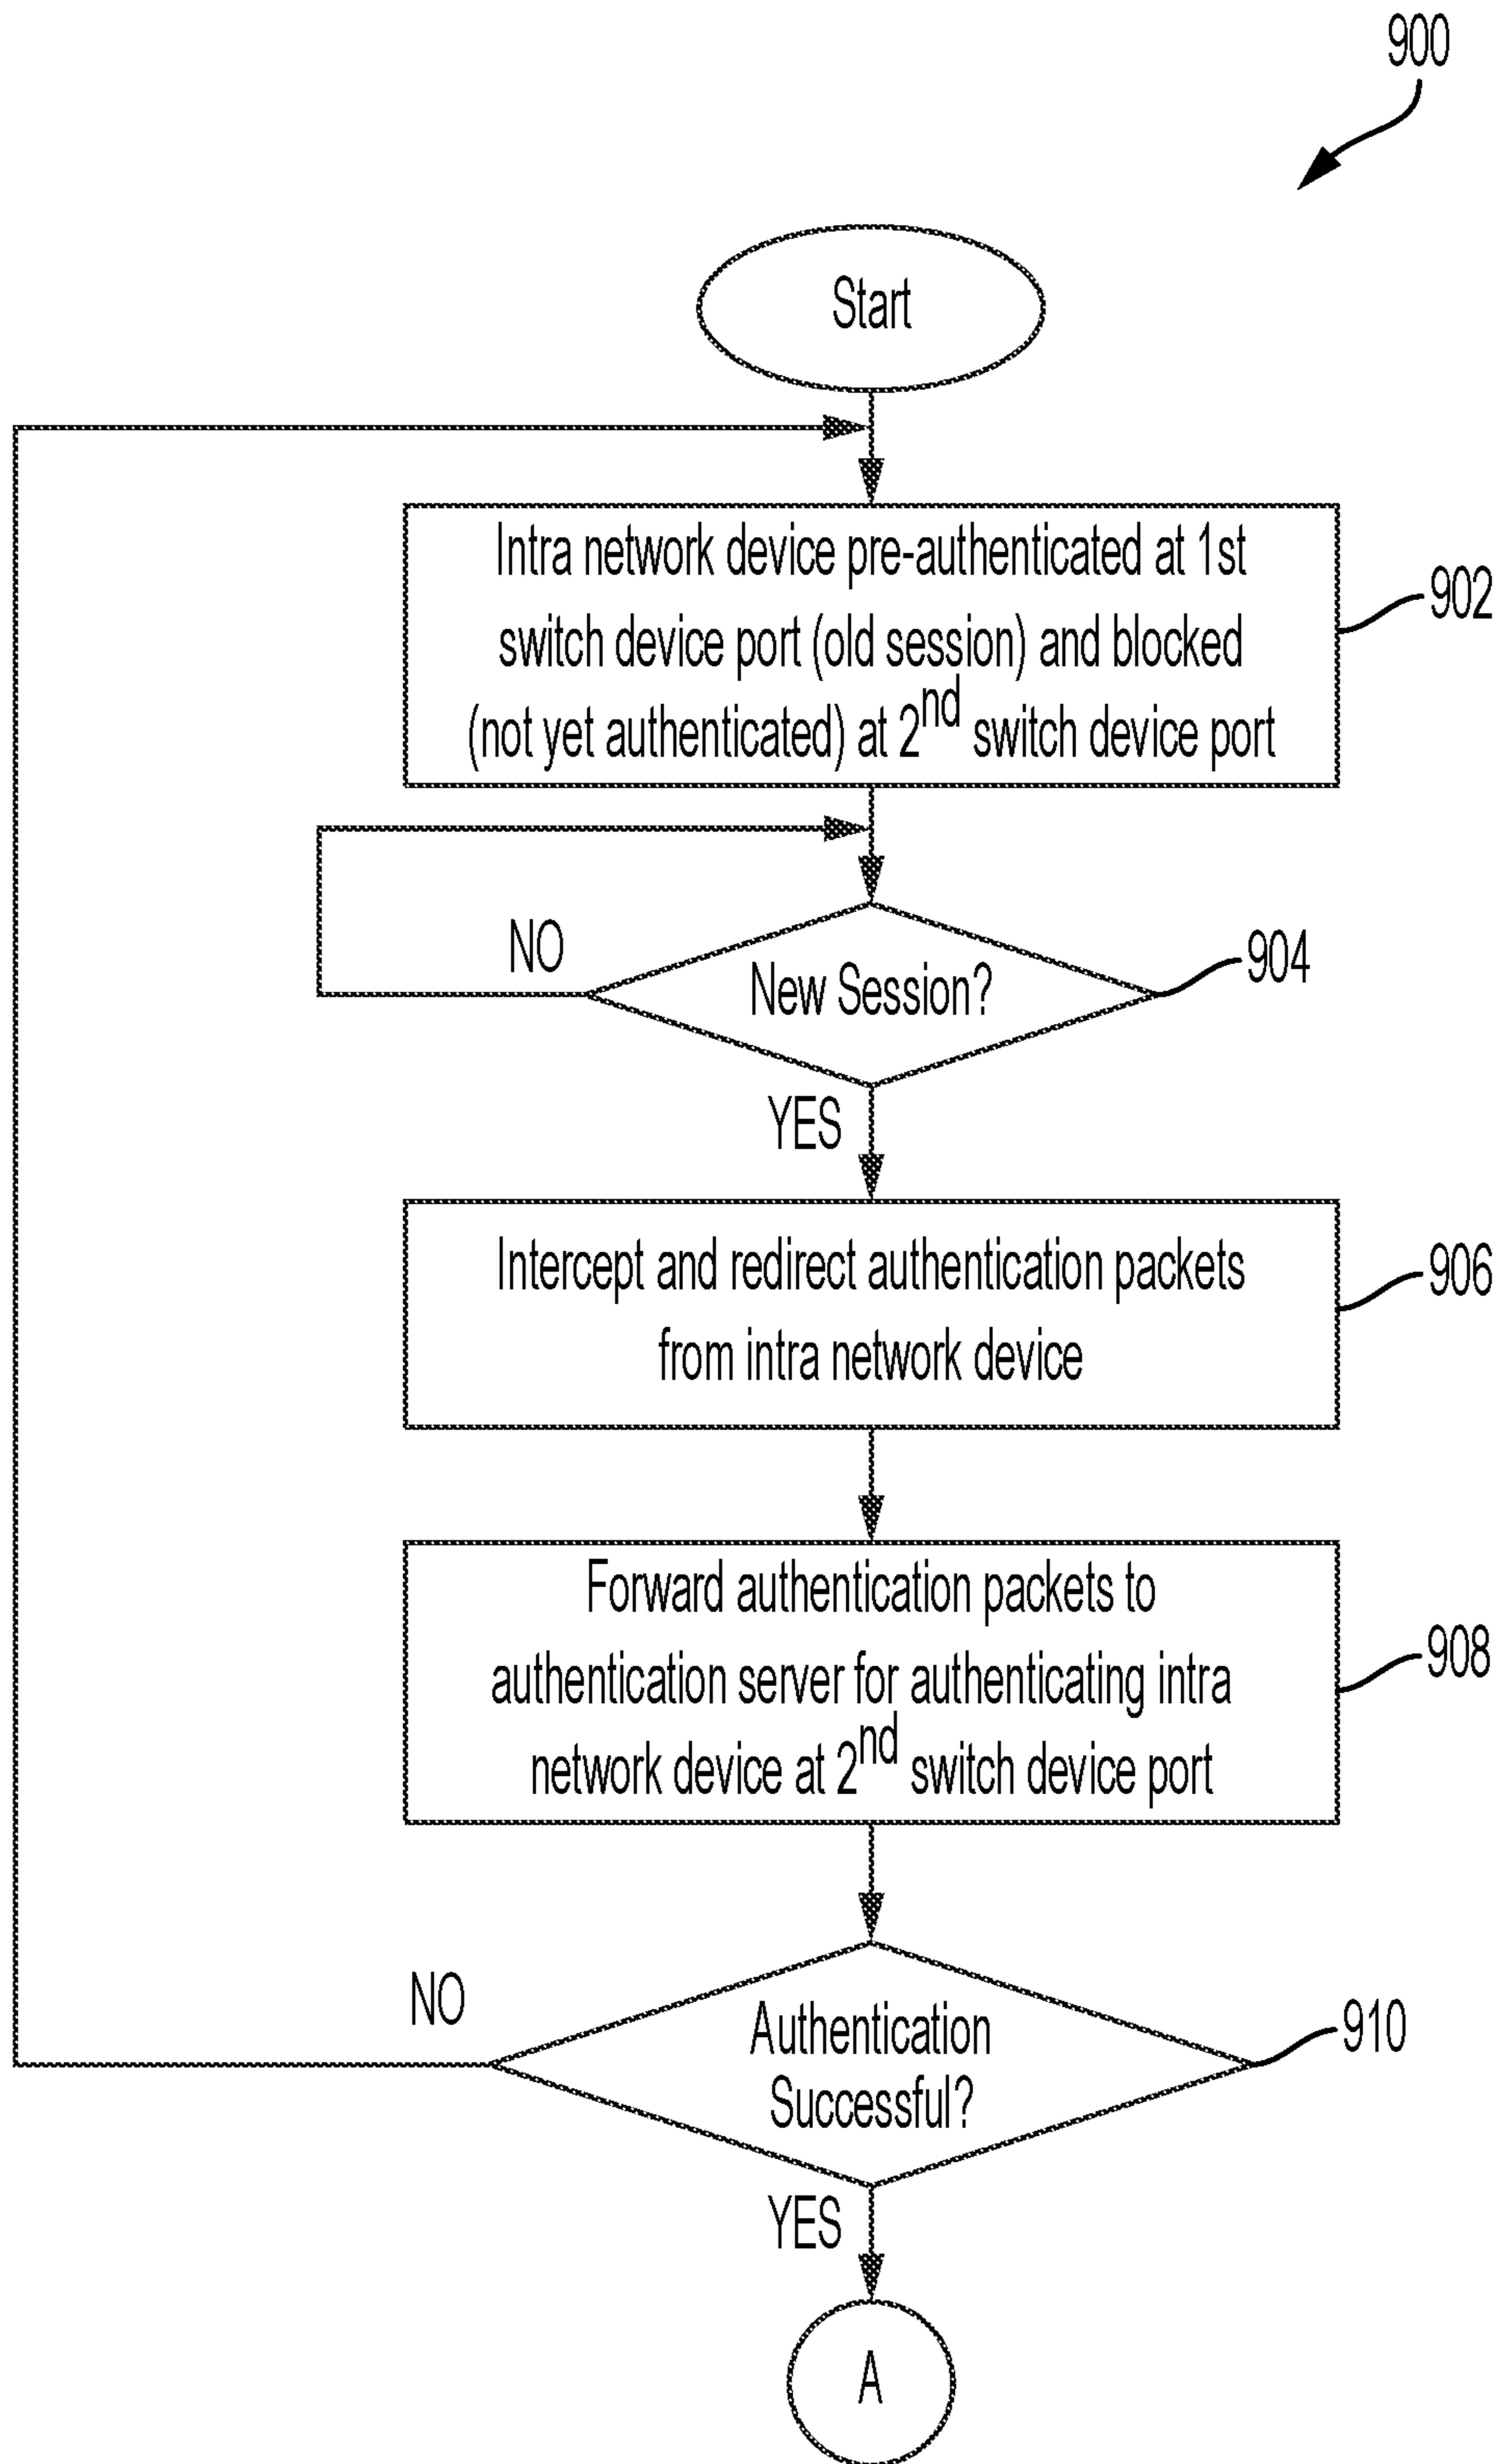 900
Start
Intra network device pre-authenticated at 1st
switch device port (old session) and blocked
(not yet authenticated) at 2nd switch device port
902
NO
New Session?
904
YES
Intercept and redirect authentication packets
from intra network device
906
Forward authentication packets to
authentication server for authenticating intra
network device at 2nd switch device port
908
NO
Authentication
Successful?
910
YES
A